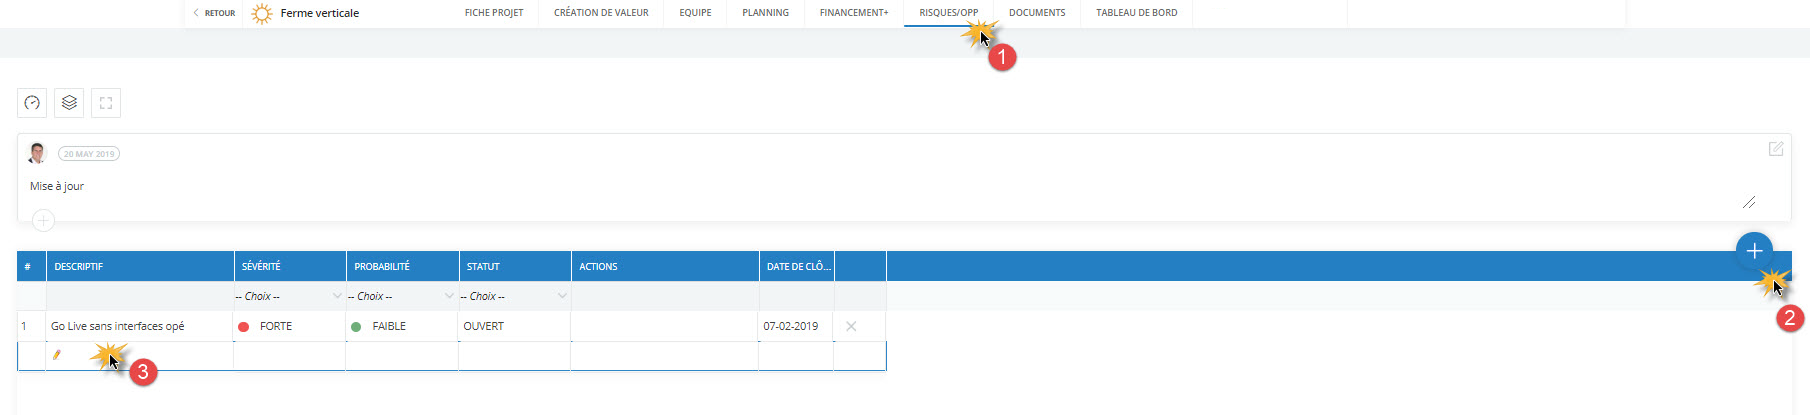 RETOUR Ferme verticale FICHE PROJET CRÉATION DE VALEUR EQUIPE PLANNING FINANCEMENT+ RISQUES/OPP DOCUMENTS TABLEAU DE BORD
1
20 MAY 2019
Mise à jour
# DESCRIPTIF SÉVÉRITÉ PROBABILITÉ STATUT ACTIONS DATE DE CLÔ...
-- Choix -- -- Choix -- -- Choix --
2
1 Go Live sans interfaces opé FORTE FAIBLE OUVERT 07-02-2019
3